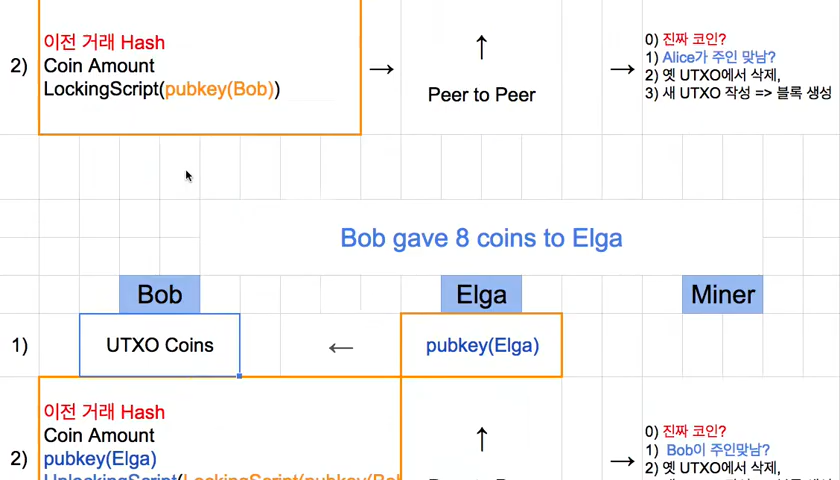 이전 거래 Hash
Coin Amount
2)
LockingScript(pubkey(Bob))
→
↑
Peer to Peer
→
0) 진짜 코인?
1) Alice가 주인 맞남?
2) 옛 UTXO에서 삭제,
3) 새 UTXO 작성 => 블록 생성
Bob gave 8 coins to Elga
Bob
Elga
Miner
1)
UTXO Coins
←
pubkey(Elga)
이전 거래 Hash
Coin Amount
2)
pubkey(Elga)
UnlockingScript(LockingScript(pubkey(Bol
↑
→
0) 진짜 코인?
1) Bob이 주인맞남?
2) 옛 UTXO에서 삭제,